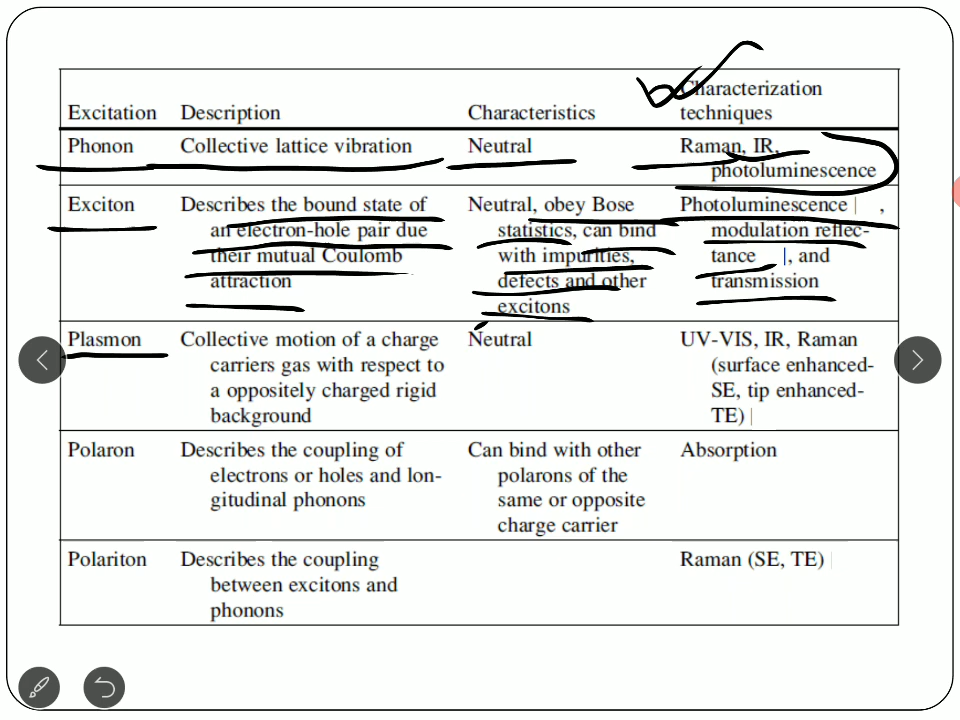 Characterization
Excitation Description Characteristics techniques
Phonon Collective lattice vibration Neutral Raman, IR,
photoluminescence
Exciton Describes the bound state of Neutral, obey Bose Photoluminescence ,
an electron-hole pair due statistics, can bind modulation reflec-
their mutual Coulomb with impurities, tance , and
attraction defects and other transmission
excitons
Plasmon Collective motion of a charge Neutral UV-VIS, IR, Raman
carriers gas with respect to (surface enhanced-
a oppositely charged rigid SE, tip enhanced-
background TE)
Polaron Describes the coupling of Can bind with other Absorption
electrons or holes and lon- polarons of the
gitudinal phonons same or opposite
charge carrier
Polariton Describes the coupling Raman (SE, TE)
between excitons and
phonons